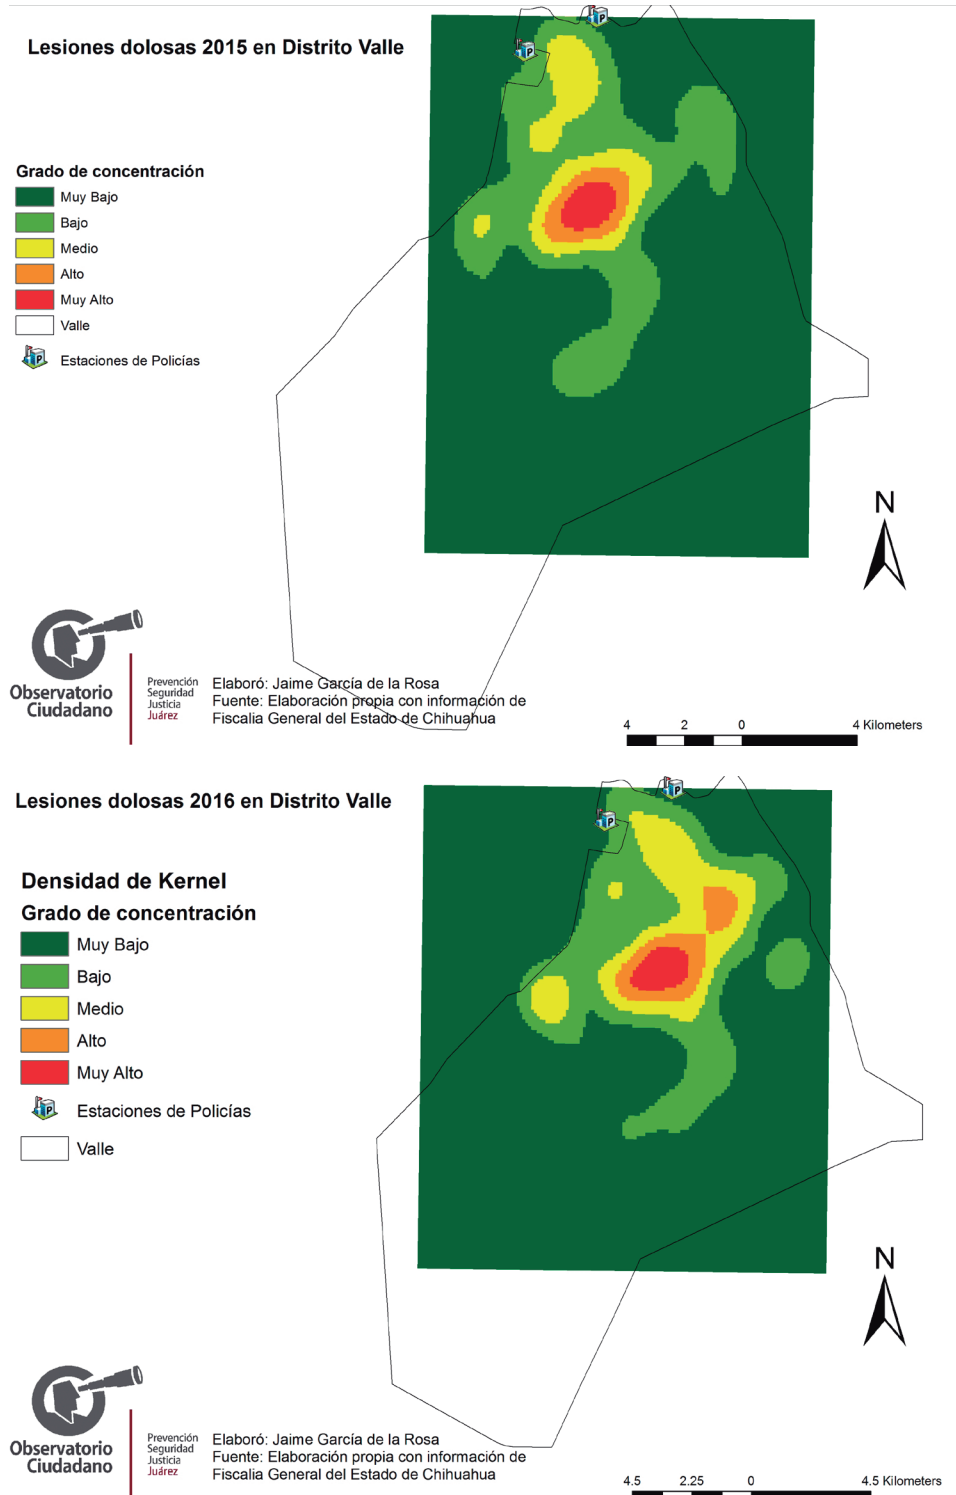 Lesiones dolosas 2015 en Distrito Valle
Grado de concentración
Muy Bajo
Bajo
Medio
Alto
Muy Alto
Valle
Estaciones de Policías
P
P
P
N
Observatorio
Ciudadano
Prevención
Seguridad
Justicia
Juárez
Elaboró: Jaime García de la Rosa
Fuente: Elaboración propia con información de
Fiscalia General del Estado de Chihuahua
4 2 0 4 Kilometers
Lesiones dolosas 2016 en Distrito Valle
Densidad de Kernel
Grado de concentración
Muy Bajo
Bajo
Medio
Alto
Muy Alto
Estaciones de Policías
Valle
P
P
P
N
Observatorio
Ciudadano
Prevención
Seguridad
Justicia
Juárez
Elaboró: Jaime García de la Rosa
Fuente: Elaboración propia con información de
Fiscalia General del Estado de Chihuahua
4.5 2.25 0 4.5 Kilometers